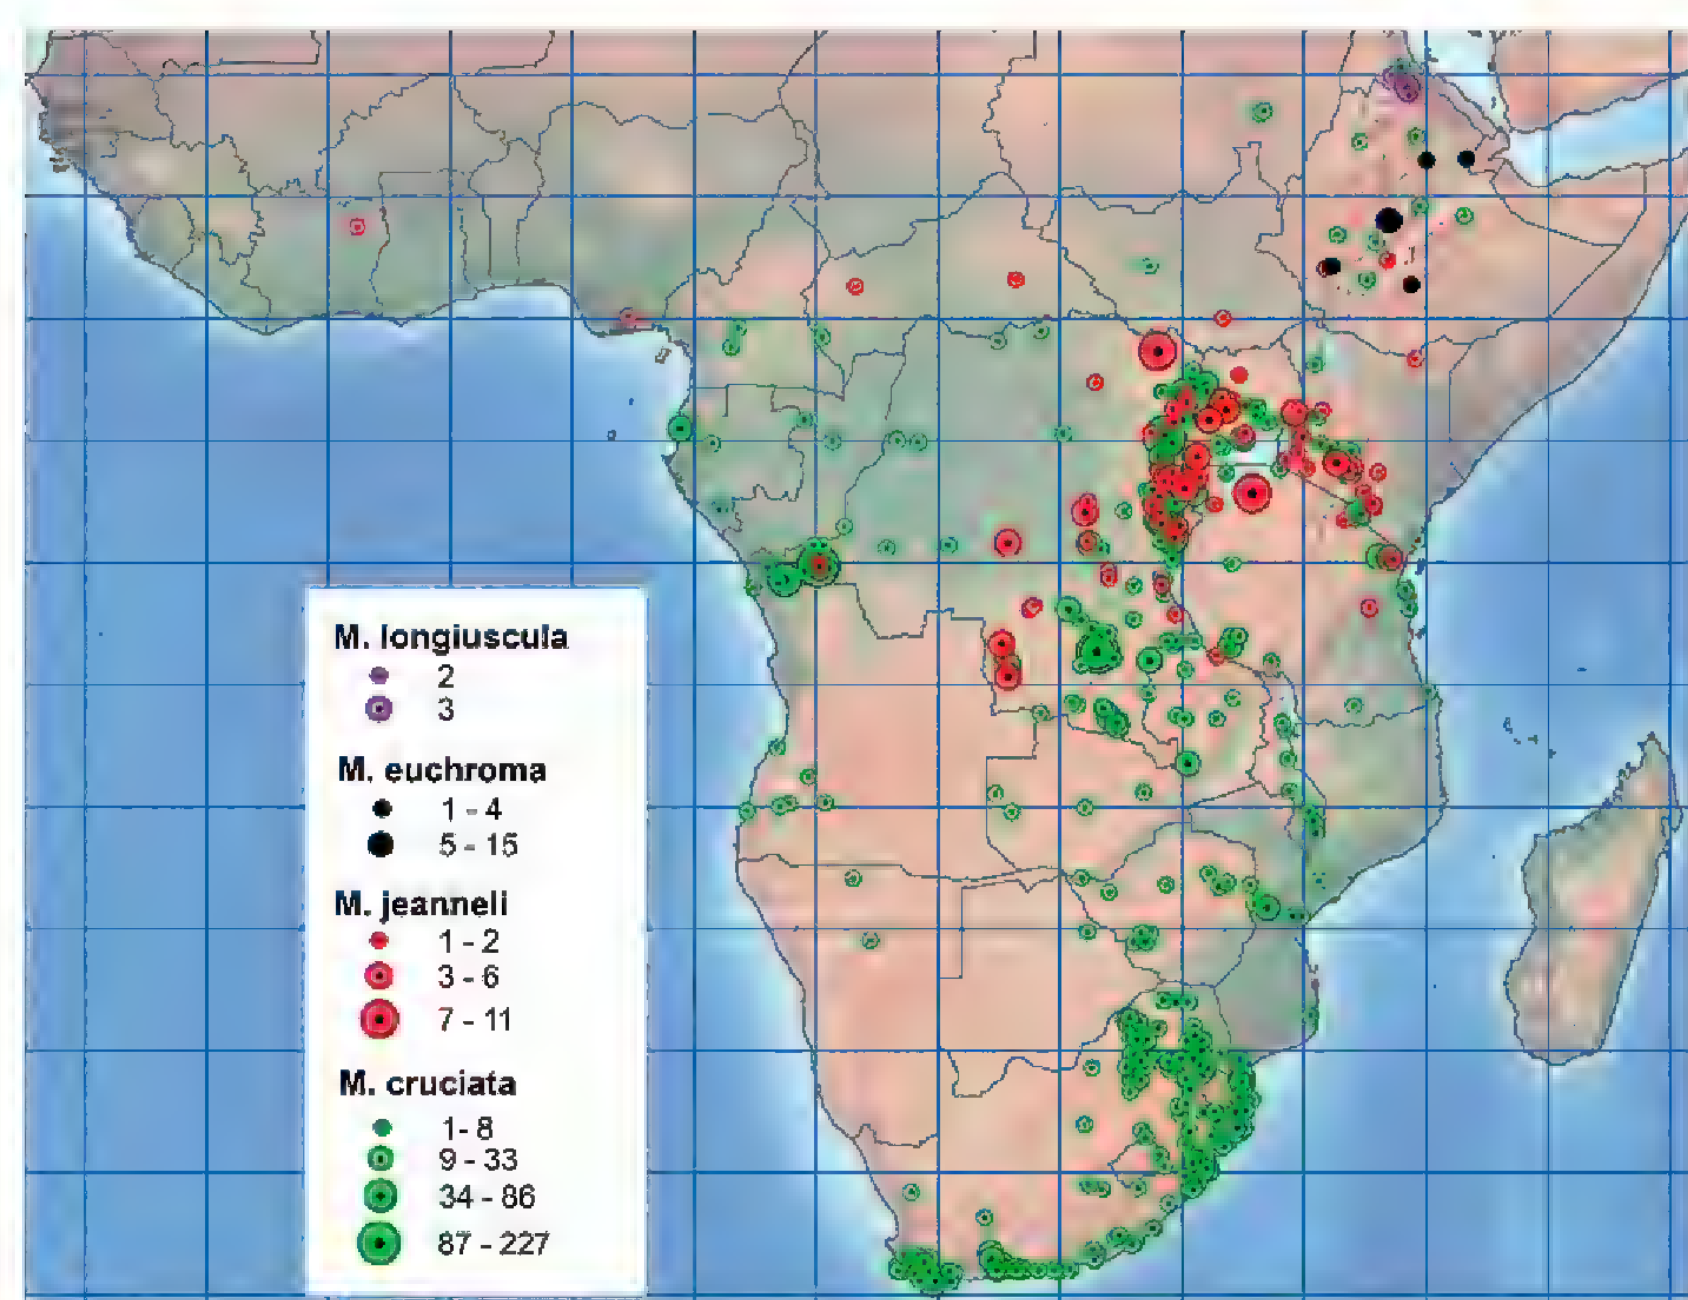 M. longiuscula
2
3
M. euchroma
1 - 4
5 - 15
M. jeanneli
1 - 2
3 - 6
7 - 11
M. cruciata
1- 8
9 - 33
34 - 86
87 - 227